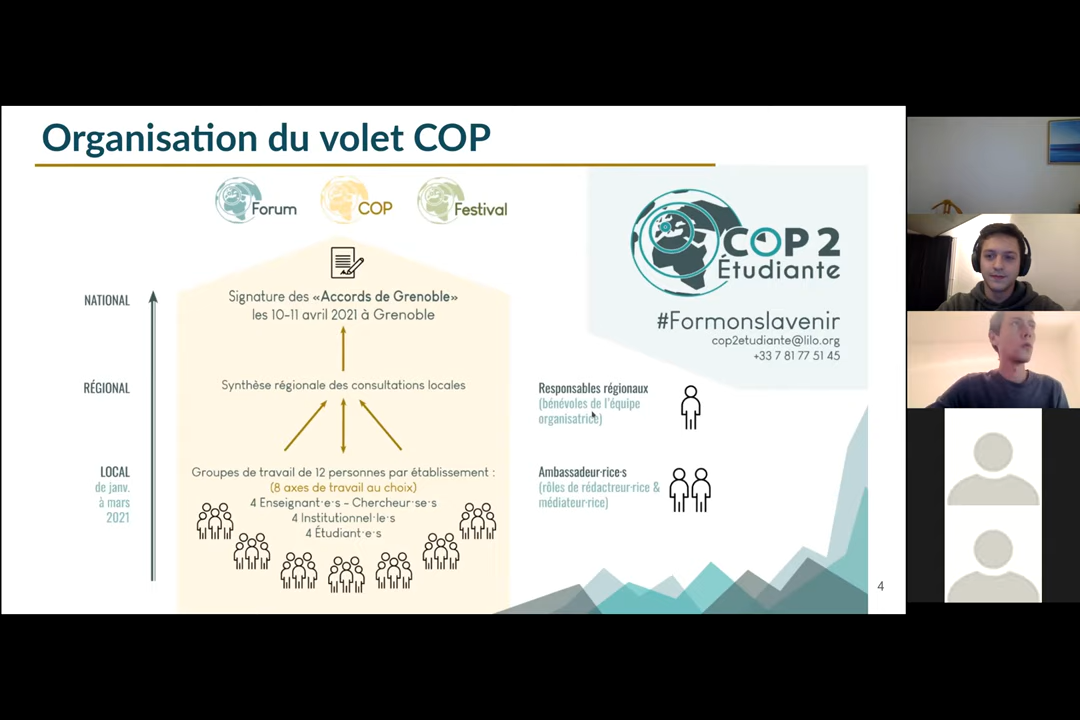 Organisation du volet COP
Forum
COP
Festival
COP 2
Étudiante
#Formonslavenir
cop2etudiante@lilo.org
+33 7 81 77 51 45
NATIONAL
Signature des «Accords de Grenoble»
les 10-11 avril 2021 à Grenoble
RÉGIONAL
Synthèse régionale des consultations locales
Responsables régionaux
(bénévoles de l'équipe
organisatrice)
LOCAL
de janv.
à mars
2021
Groupes de travail de 12 personnes par établissement :
(8 axes de travail au choix)
4 Enseignant·e·s - Chercheur·se·s
4 Institutionnel·le·s
4 Étudiant·e·s
Ambassadeur·rice·s
(rôles de rédactreur·rice &
médiateur·rice)
4